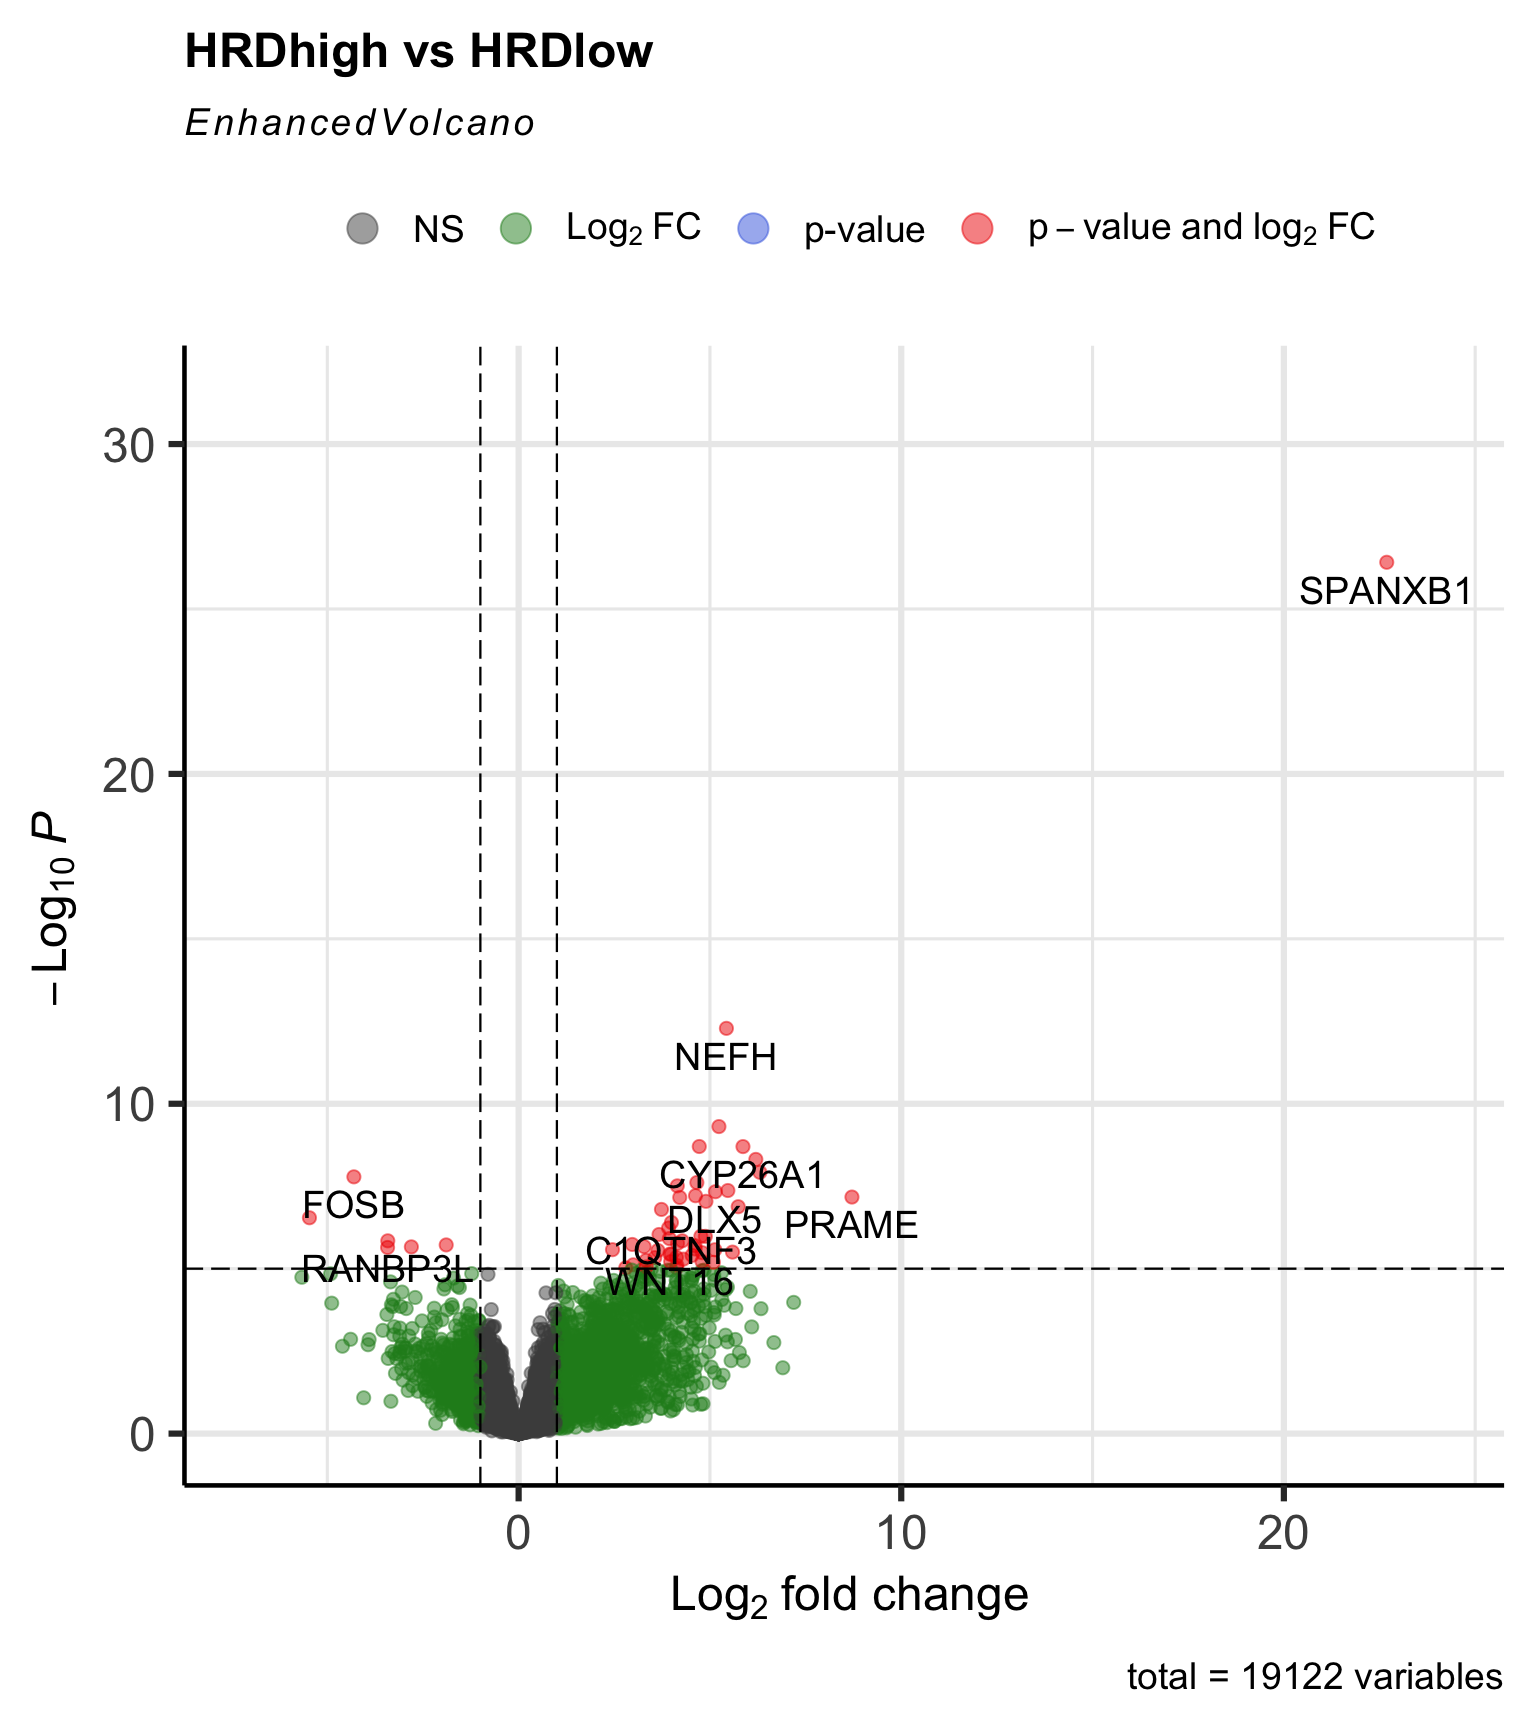 HRDhigh vs HRDlow
EnhancedVolcano
NS Log₂ FC p-value p – value and log₂ FC
30
SPANXB1
20
– Log₁₀ P
NEFH
10
CYP26A1
FOSB
DLX5 PRAME
C1QTNF3
RANBP3L
WNT16
0
0 10 20
Log₂ fold change
total = 19122 variables